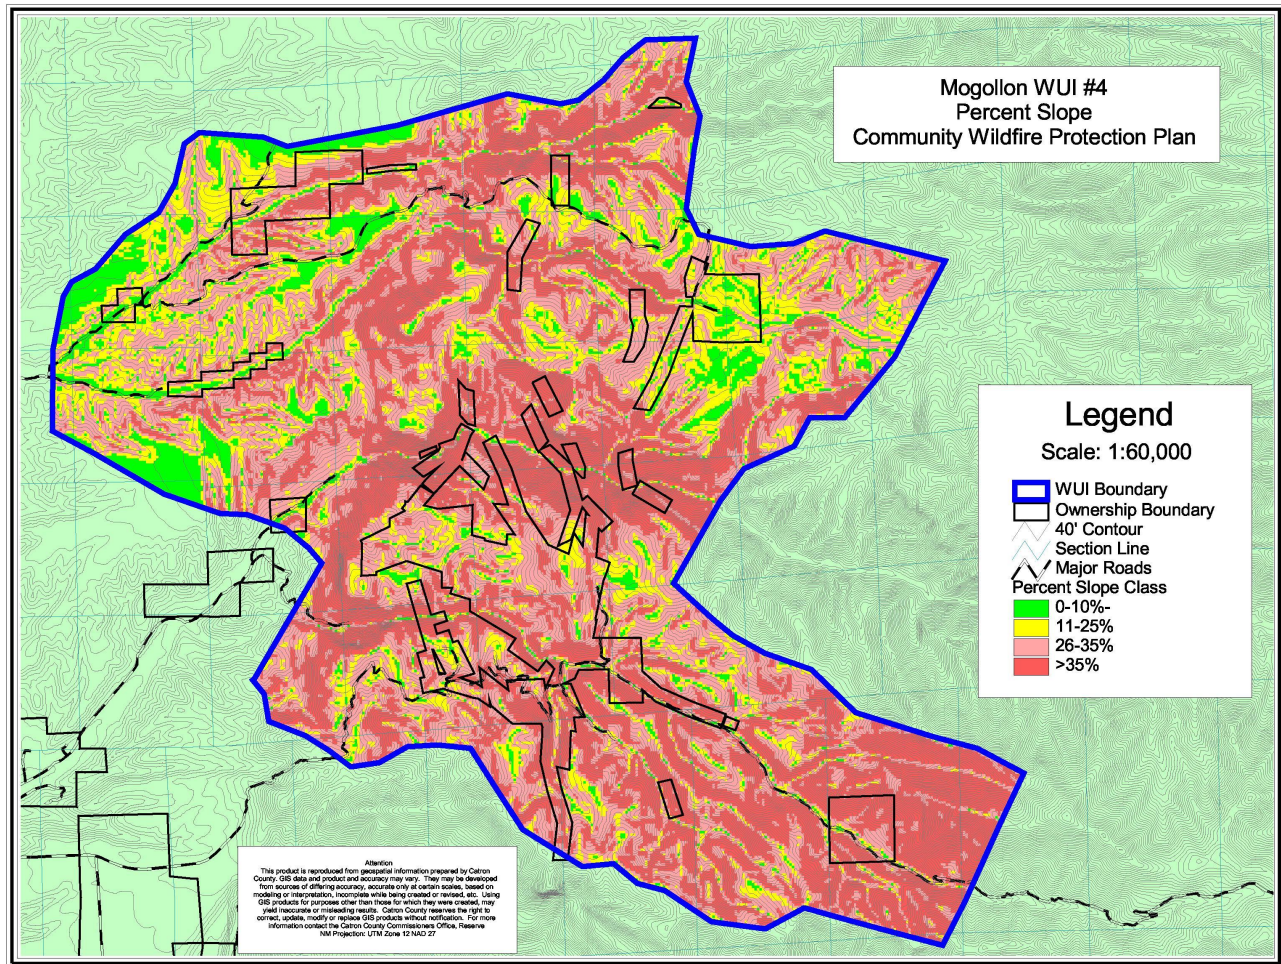 Mogollon WUI #4
Percent Slope
Community Wildfire Protection Plan
Legend
Scale: 1:60,000
WUI Boundary
Ownership Boundary
40' Contour
Section Line
Major Roads
Percent Slope Class
0-10%-
11-25%
26-35%
>35%
Attention
This product is reproduced from geospatial information prepared by Catron
County. GIS data and product and accuracy may vary. They may be developed
from sources of differing accuracy, accurate only at certain scales, based on
modeling or interpretation, incomplete while being created or revised, etc. Using
GIS products for purposes other than those for which they were created, may
yield inaccurate or misleading results. Catron County reserves the right to
correct, update, modify or replace GIS products without notification. For more
information contact the Catron County Commissioners Office, Reserve
NM Projection: UTM Zone 12 NAD 27